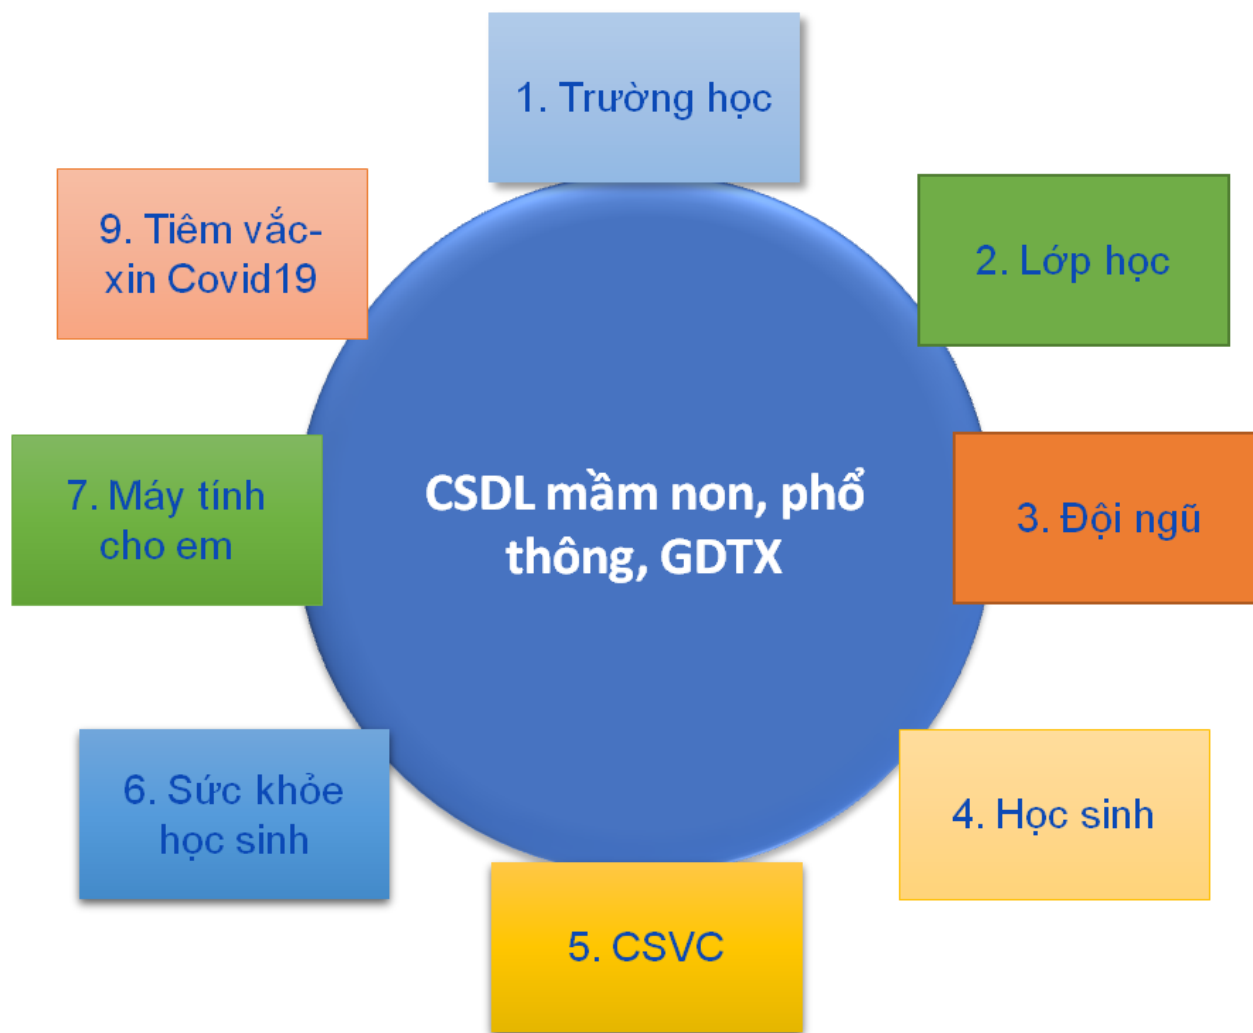 1. Trường học
9. Tiêm vắc-
xin Covid19
2. Lớp học
CSDL mầm non, phổ
thông, GDTX
7. Máy tính
cho em
3. Đội ngũ
6. Sức khỏe
học sinh
4. Học sinh
5. CSVC